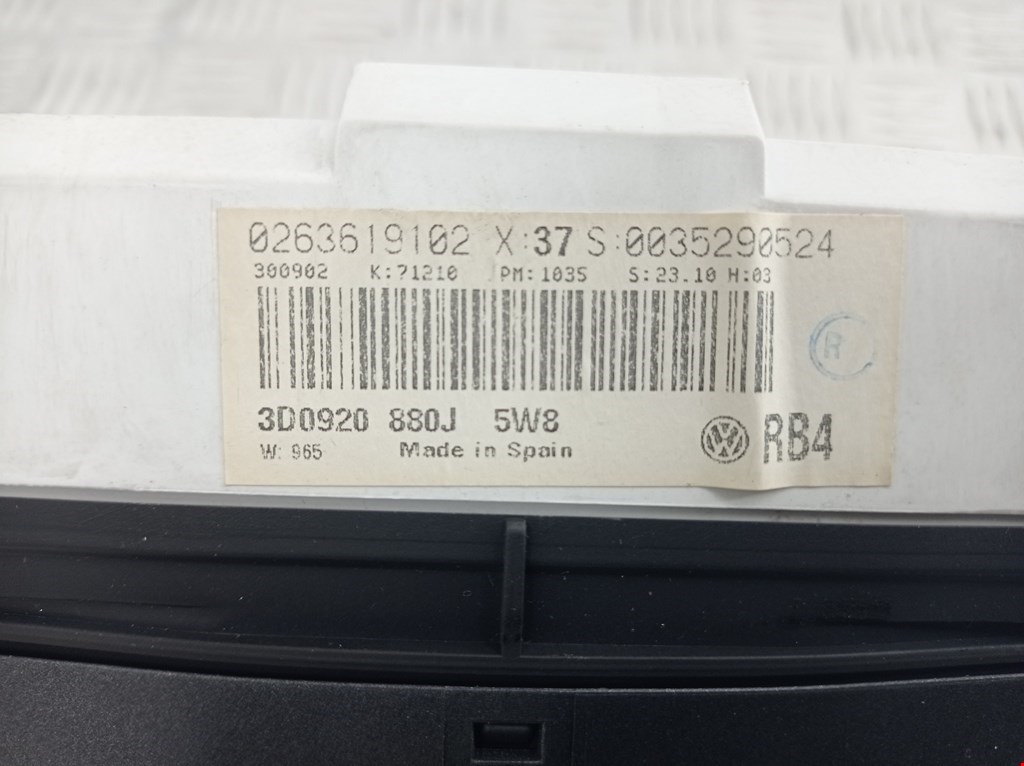 0263619102 X:37 S:0035290524
300902 K:71210 PM:1035 S:23.10 H:03
R
3D0920 880J 5W8
RB4
W: 965 Made in Spain